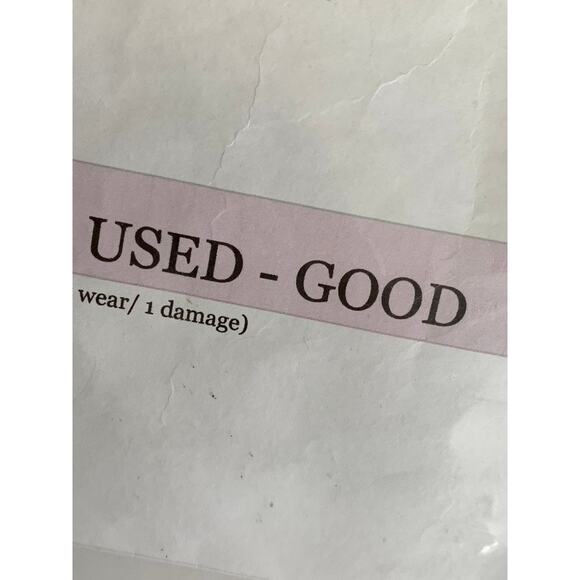 USED - GOOD
wear/ 1 damage)